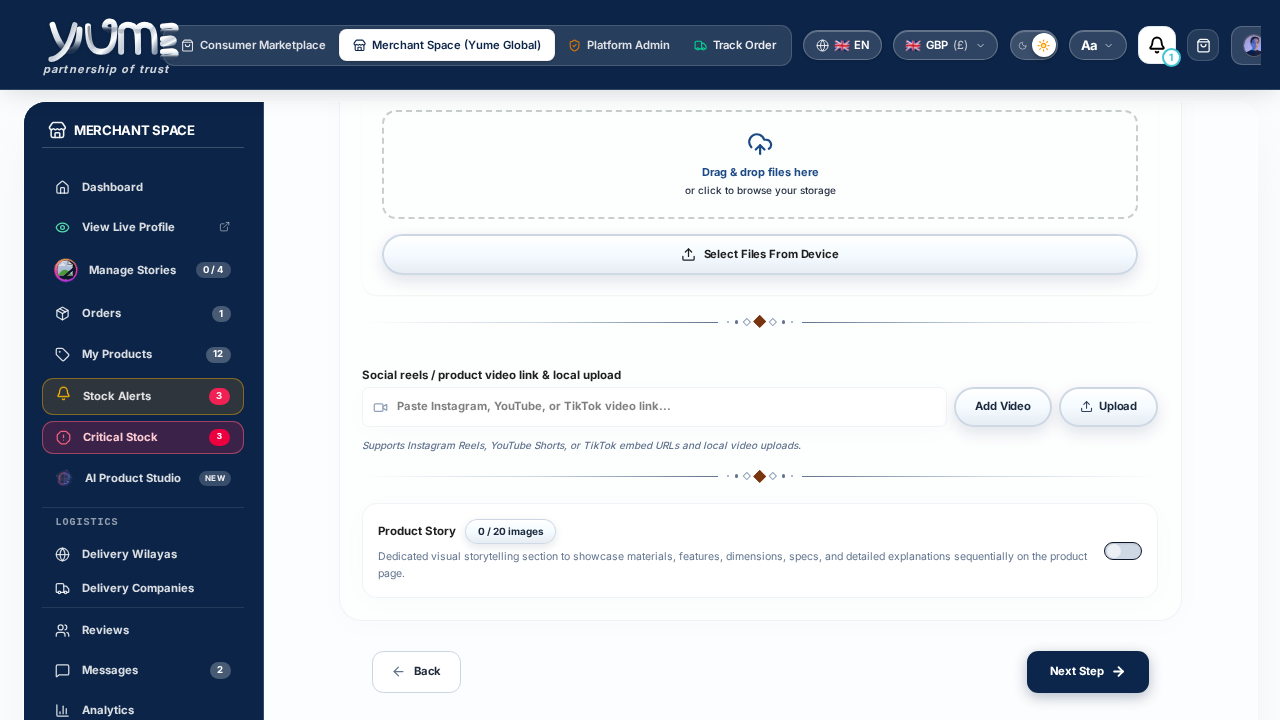 yume
partnership of trust
Consumer Marketplace
Merchant Space (Yume Global)
Platform Admin
Track Order
EN
GBP (£)
Aa
1
MERCHANT SPACE
Dashboard
View Live Profile
Manage Stories 0 / 4
Orders 1
My Products 12
Stock Alerts 3
Critical Stock 3
AI Product Studio NEW
LOGISTICS
Delivery Wilayas
Delivery Companies
Reviews
Messages 2
Analytics
Drag & drop files here
or click to browse your storage
Select Files From Device
Social reels / product video link & local upload
Paste Instagram, YouTube, or TikTok video link...
Add Video
Upload
Supports Instagram Reels, YouTube Shorts, or TikTok embed URLs and local video uploads.
Product Story 0 / 20 images
Dedicated visual storytelling section to showcase materials, features, dimensions, specs, and detailed explanations sequentially on the product
page.
Back
Next Step